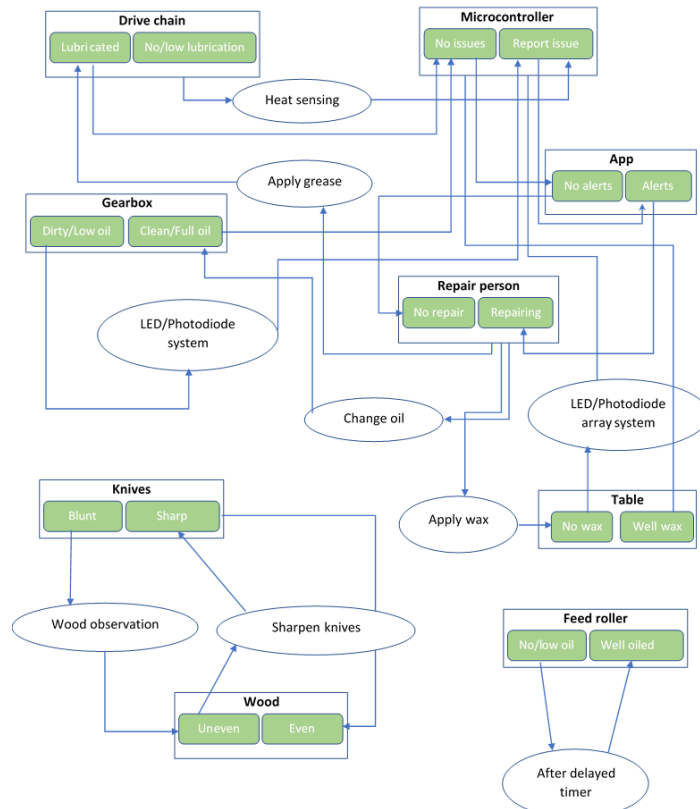 Drive chain
Lubricated
No/low lubrication
Microcontroller
No issues
Report issue
Heat sensing
App
No alerts
Alerts
Apply grease
Gearbox
Dirty/Low oil
Clean/Full oil
Repair person
No repair
Repairing
LED/Photodiode
system
Change oil
LED/Photodiode
array system
Knives
Blunt
Sharp
Apply wax
Table
No wax
Well wax
Wood observation
Sharpen knives
Feed roller
No/low oil
Well oiled
Wood
Uneven
Even
After delayed
timer